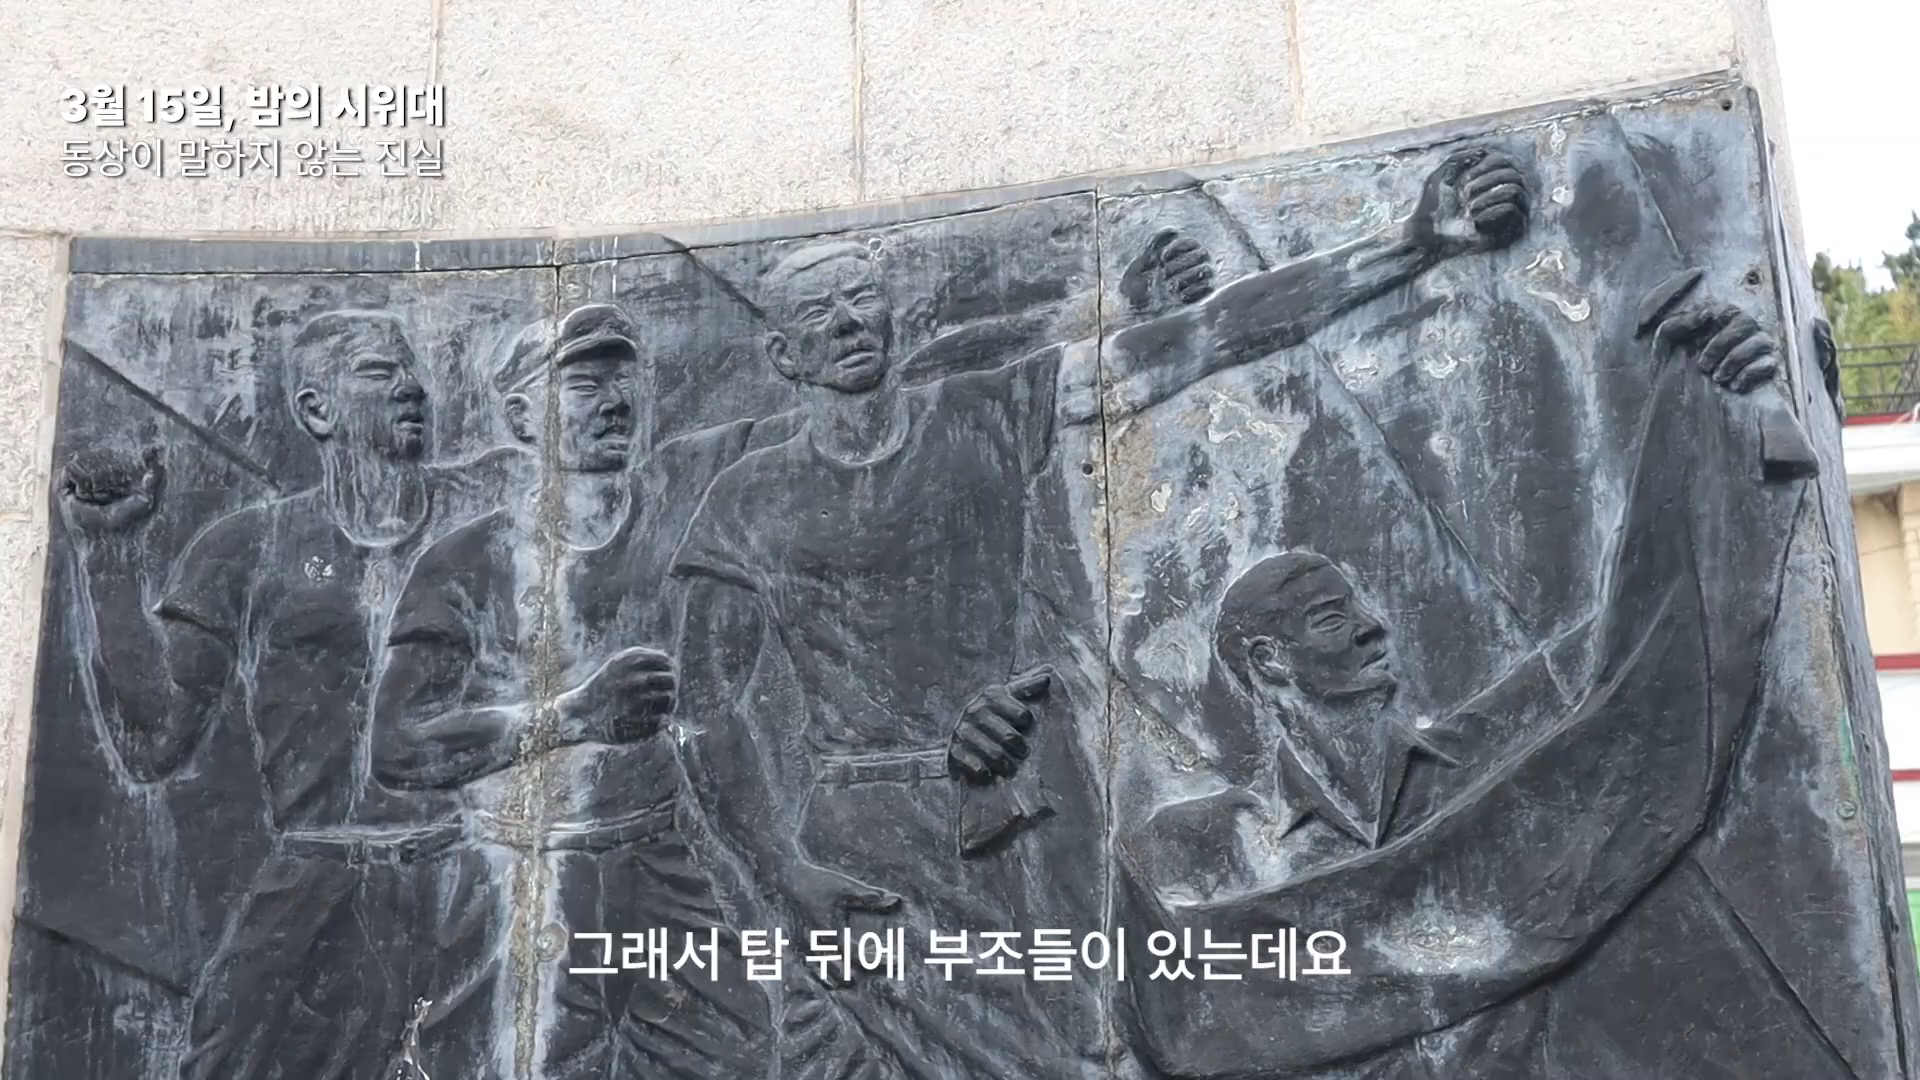 3월 15일, 밤의 시위대
동상이 말하지 않는 진실
그래서 탑 뒤에 부조들이 있는데요